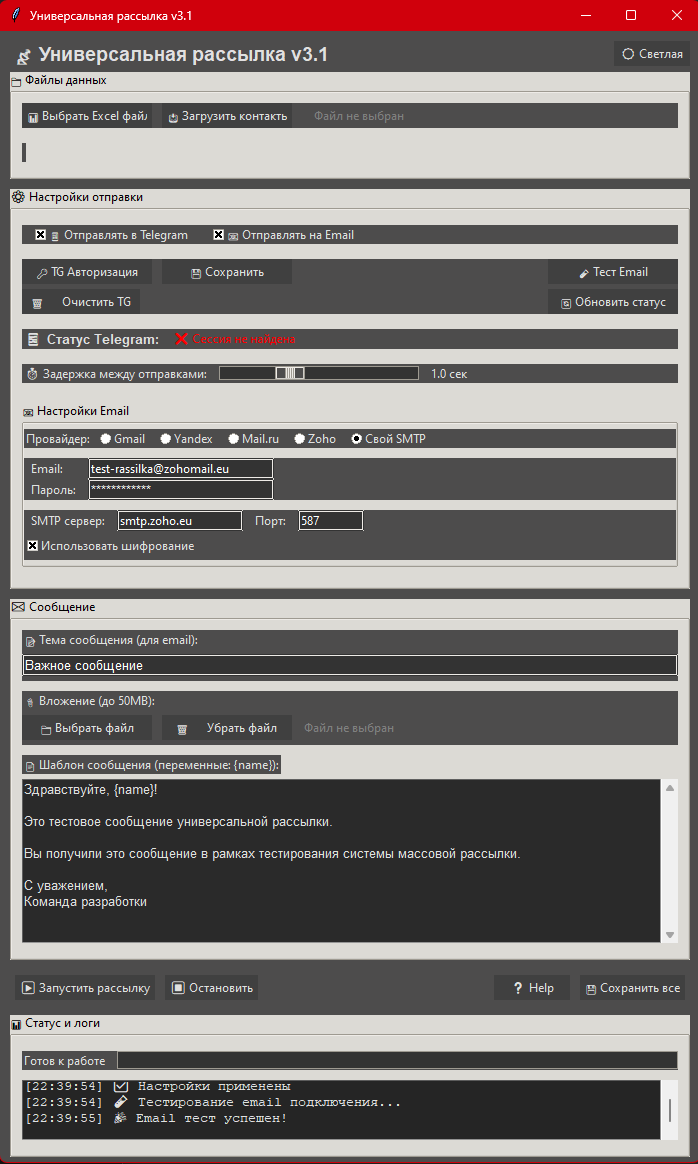 Универсальная рассылка v3.1
Универсальная рассылка v3.1
Светлая
Файлы данных
Выбрать Excel файл
Загрузить контакть
Файл не выбран
Настройки отправки
Отправлять в Telegram
Отправлять на Email
TG Авторизация
Сохранить
Тест Email
Очистить TG
Обновить статус
Статус Telegram:
Сессия не найдена
Задержка между отправками:
1.0 сек
Настройки Email
Провайдер:
Gmail
Yandex
Mail.ru
Zoho
Свой SMTP
Email:
test-rassilka@zohomail.eu
Пароль:
************
SMTP сервер:
smtp.zoho.eu
Порт:
587
Использовать шифрование
Сообщение
Тема сообщения (для email):
Важное сообщение
Вложение (до 50MB):
Выбрать файл
Убрать файл
Файл не выбран
Шаблон сообщения (переменные: {name}):
Здравствуйте, {name}!
Это тестовое сообщение универсальной рассылки.
Вы получили это сообщение в рамках тестирования системы массовой рассылки.
С уважением,
Команда разработки
Запустить рассылку
Остановить
? Help
Сохранить все
Статус и логи
Готов к работе
[22:39:54] Настройки применены
[22:39:54] Тестирование email подключения...
[22:39:55] Email тест успешен!